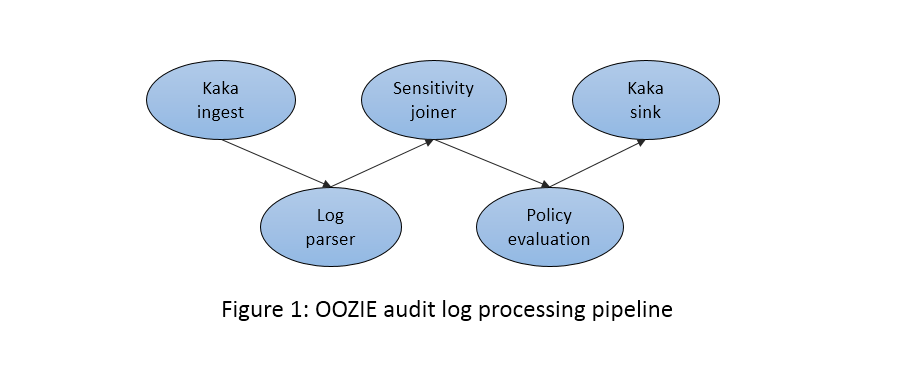 Kaka
ingest
Sensitivity
joiner
Kaka
sink
Log
parser
Policy
evaluation
Figure 1: OOZIE audit log processing pipeline